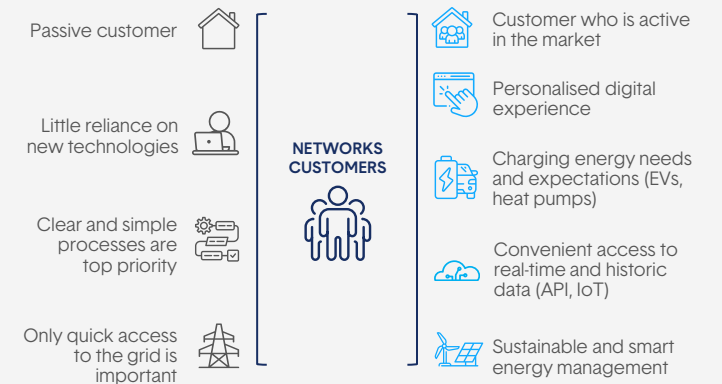 Passive customer
Little reliance on
new technologies
Clear and simple
processes are
top priority
Only quick access
to the grid is
important
NETWORKS
CUSTOMERS
Customer who is active
in the market
Personalised digital
experience
Charging energy needs
and expectations (EVs,
heat pumps)
Convenient access to
real-time and historic
data (API, IoT)
Sustainable and smart
energy management